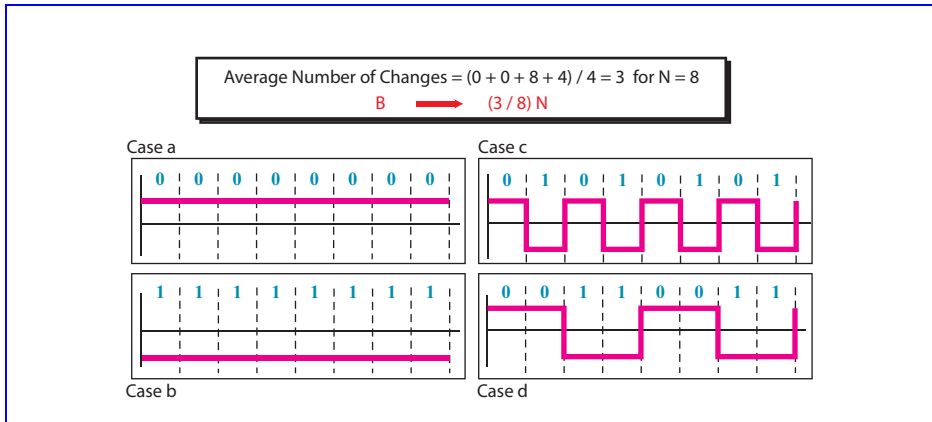 Average Number of Changes = (0 + 0 + 8 + 4) / 4 = 3 for N = 8
B (3 / 8) N
Case a
0 0 0 0 0 0 0 0
Case c
0 1 0 1 0 1 0 1
1 1 1 1 1 1 1 1
Case b
0 0 1 1 0 0 1 1
Case d